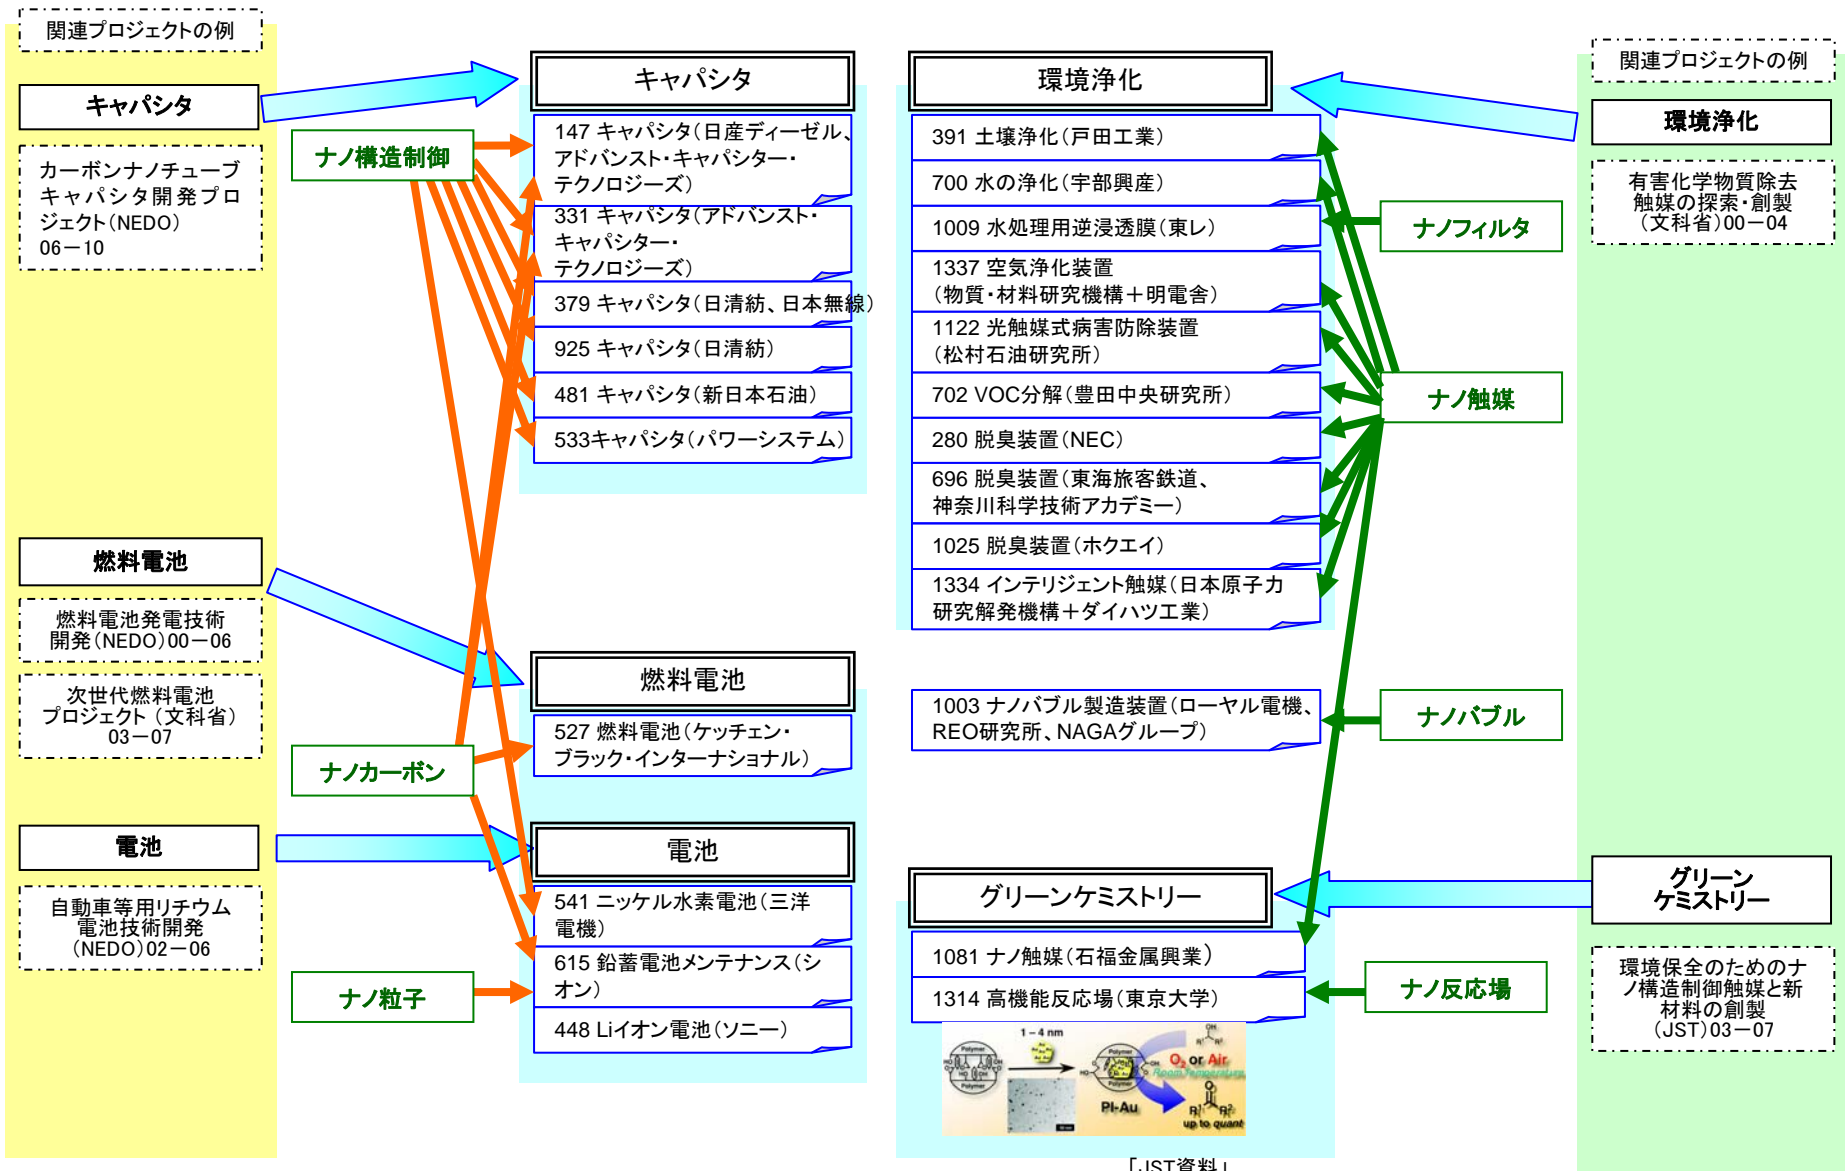 関連プロジェクトの例
キャパシタ
カーボンナノチューブ
キャパシタ開発プロ
ジェクト(NEDO)
06－10
燃料電池
燃料電池発電技術
開発(NEDO)00－06
次世代燃料電池
プロジェクト (文科省)
03－07
電池
自動車等用リチウム
電池技術開発
(NEDO)02－06
ナノ構造制御
ナノカーボン
ナノ粒子
キャパシタ
147 キャパシタ(日産ディーゼル、
アドバンスト・キャパシター・
テクノロジーズ)
331 キャパシタ(アドバンスト・
キャパシター・
テクノロジーズ)
379 キャパシタ(日清紡、日本無線)
925 キャパシタ(日清紡)
481 キャパシタ(新日本石油)
533キャパシタ(パワーシステム)
燃料電池
527 燃料電池(ケッチェン・
ブラック・インターナショナル)
電池
541 ニッケル水素電池(三洋
電機)
615 鉛蓄電池メンテナンス(シ
オン)
448 Liイオン電池(ソニー)
環境浄化
391 土壌浄化(戸田工業)
700 水の浄化(宇部興産)
1009 水処理用逆浸透膜(東レ)
1337 空気浄化装置
(物質・材料研究機構＋明電舎)
1122 光触媒式病害防除装置
(松村石油研究所)
702 VOC分解(豊田中央研究所)
280 脱臭装置(NEC)
696 脱臭装置(東海旅客鉄道、
神奈川科学技術アカデミー)
1025 脱臭装置(ホクエイ)
1334 インテリジェント触媒(日本原子力
研究解発機構＋ダイハツ工業)
1003 ナノバブル製造装置(ローヤル電機、
REO研究所、NAGAグループ)
グリーンケミストリー
1081 ナノ触媒(石福金属興業)
1314 高機能反応場(東京大学)
1－4 nm
Polymer
Polymer
Polymer
Polymer
PI-Au
OH
O₂ or Air
Room Temperature
up to quant
「JST資料」
ナノフィルタ
ナノ触媒
ナノバブル
ナノ反応場
関連プロジェクトの例
環境浄化
有害化学物質除去
触媒の探索・創製
(文科省)00－04
グリーン
ケミストリー
環境保全のためのナ
ノ構造制御触媒と新
材料の創製
(JST)03－07